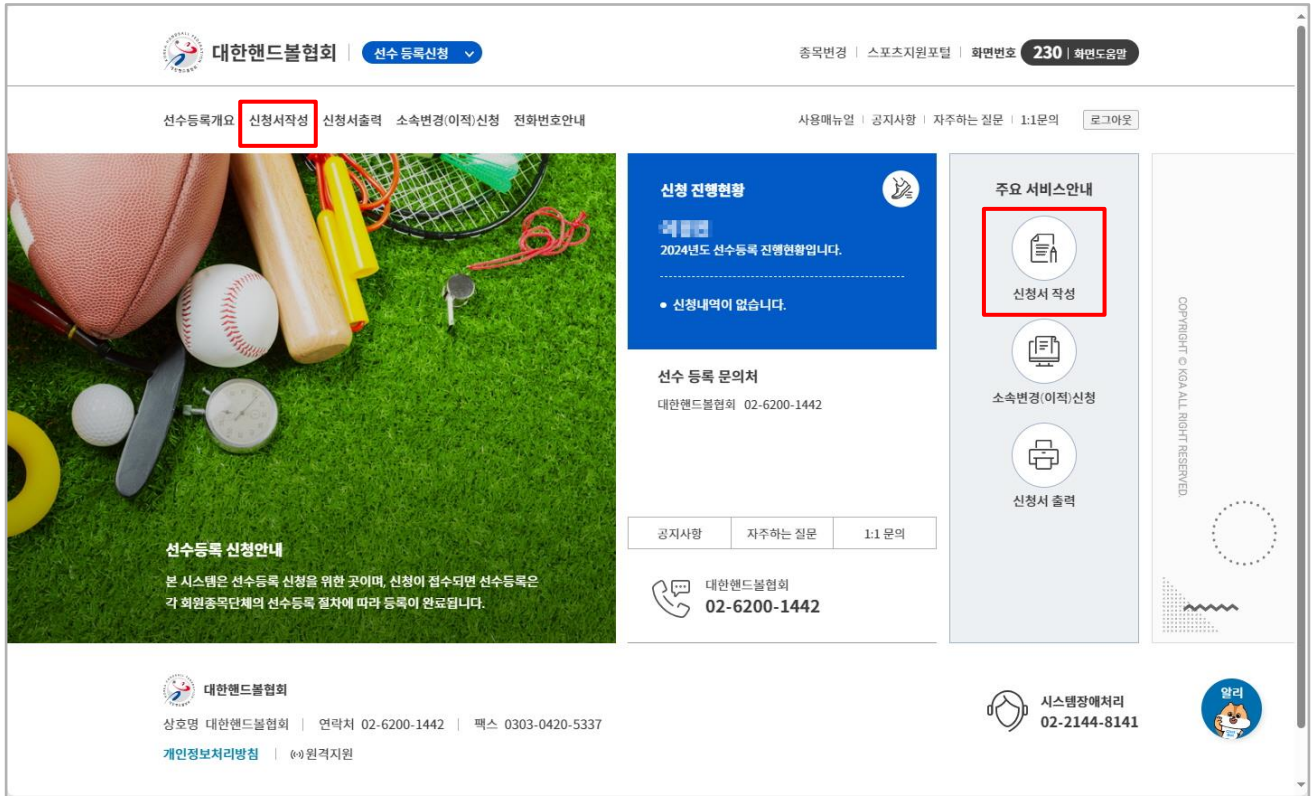 대한핸드볼협회
선수 등록신청
종목변경 | 스포츠지원포털 | 화면번호 230 | 화면도움말
선수등록개요 신청서작성 신청서출력 소속변경(이적)신청 전화번호안내
사용매뉴얼 | 공지사항 | 자주하는 질문 | 1:1문의 로그아웃
선수등록 신청안내
본 시스템은 선수등록 신청을 위한 곳이며, 신청이 접수되면 선수등록은
각 회원종목단체의 선수등록 절차에 따라 등록이 완료됩니다.
신청 진행현황
2024년도 선수등록 진행현황입니다.
• 신청내역이 없습니다.
선수 등록 문의처
대한핸드볼협회 02-6200-1442
공지사항 자주하는 질문 1:1 문의
대한핸드볼협회
02-6200-1442
주요 서비스안내
신청서 작성
소속변경(이적)신청
신청서 출력
COPYRIGHT © KGA ALL RIGHT RESERVED.
대한핸드볼협회
상호명 대한핸드볼협회 | 연락처 02-6200-1442 | 팩스 0303-0420-5337
개인정보처리방침 | 원격지원
시스템장애처리
02-2144-8141
알리